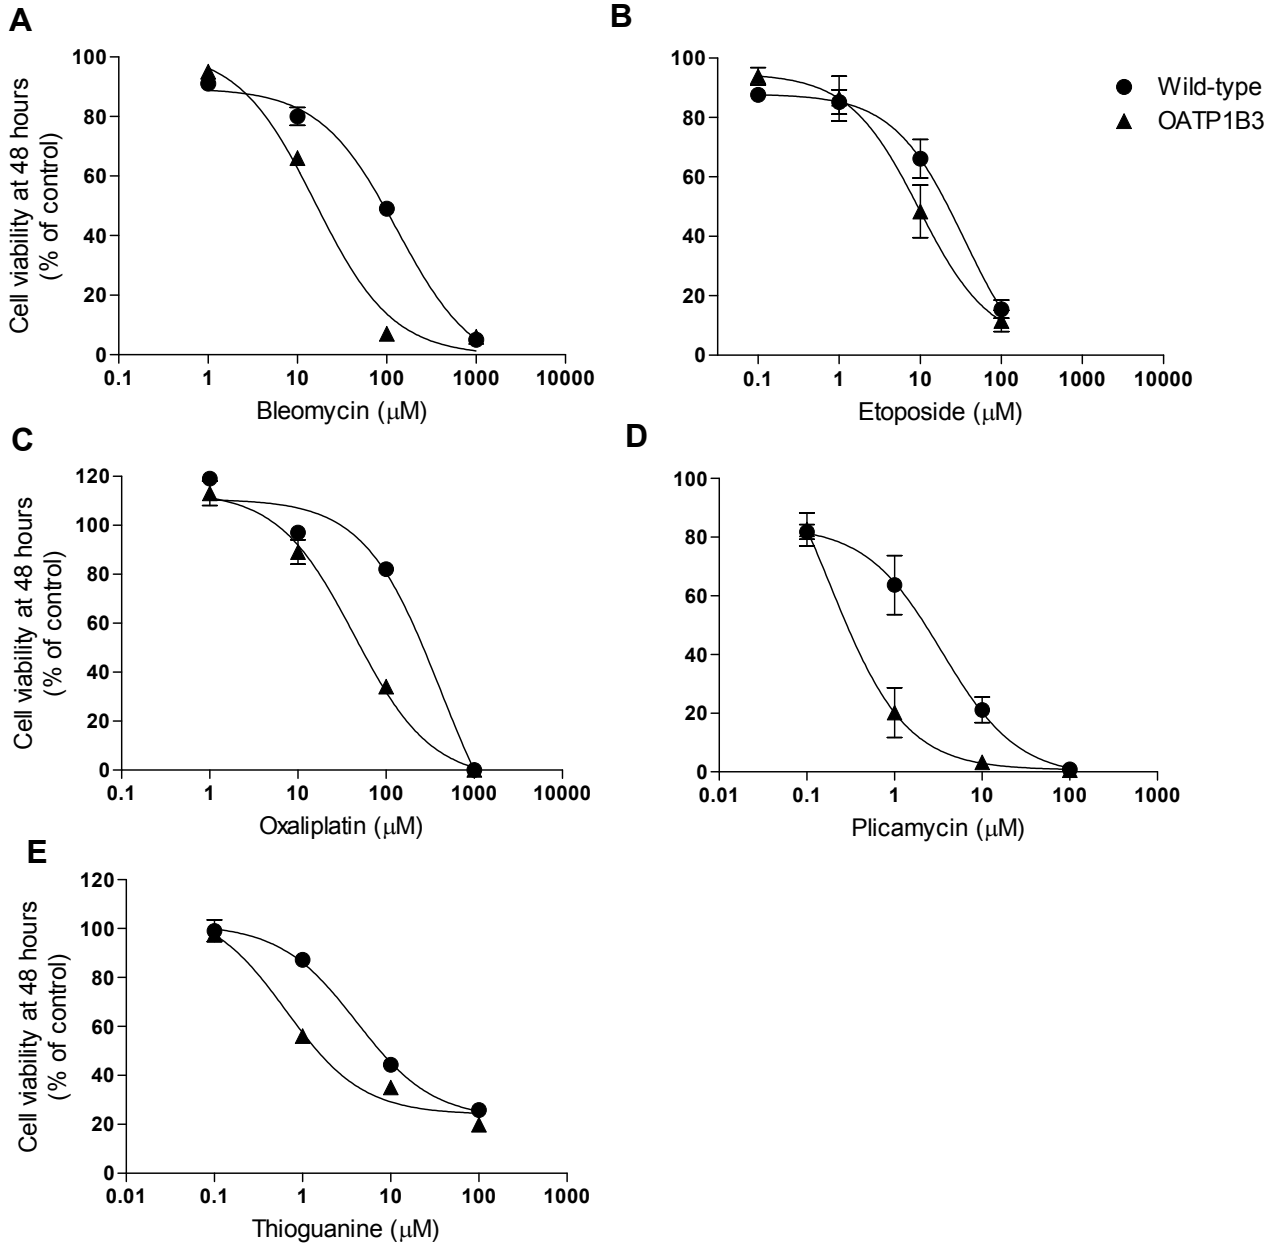 A
B
Wild-type
OATP1B3
Cell viability at 48 hours
(% of control)
100
80
60
40
20
0
0.1 1 10 100 1000 10000
Bleomycin (μM)
100
80
60
40
20
0
0.1 1 10 100 1000 10000
Etoposide (μM)
C
D
Cell viability at 48 hours
(% of control)
120
100
80
60
40
20
0
0.1 1 10 100 1000 10000
Oxaliplatin (μM)
100
80
60
40
20
0
0.01 0.1 1 10 100 1000
Plicamycin (μM)
E
Cell viability at 48 hours
(% of control)
120
100
80
60
40
20
0
0.01 0.1 1 10 100 1000
Thioguanine (μM)